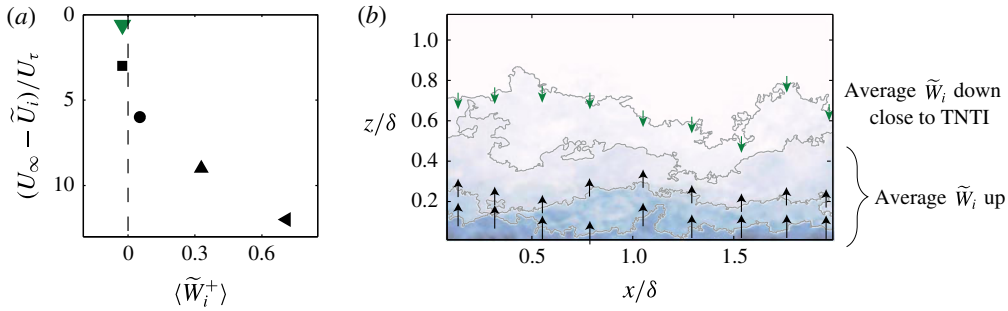 (a)
(U∞ − Ũi)/Uτ
0
5
10
0
0.3
0.6
⟨W̃i+⟩
(b)
z/δ
1.0
0.8
0.6
0.4
0.2
0.5
1.0
1.5
x/δ
Average W̃i down
close to TNTI
Average W̃i up